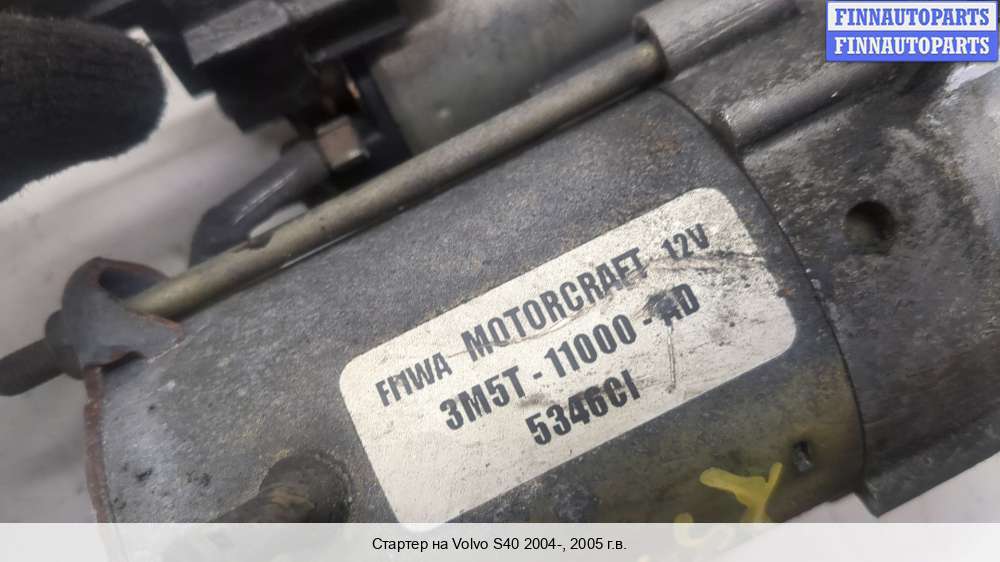 FINNAUTOPARTS
FINNAUTOPARTS
FMWA MOTORCRAFT 12V
3M5T - 11000 - AD
5346CI
Стартер на Volvo S40 2004-, 2005 г.в.